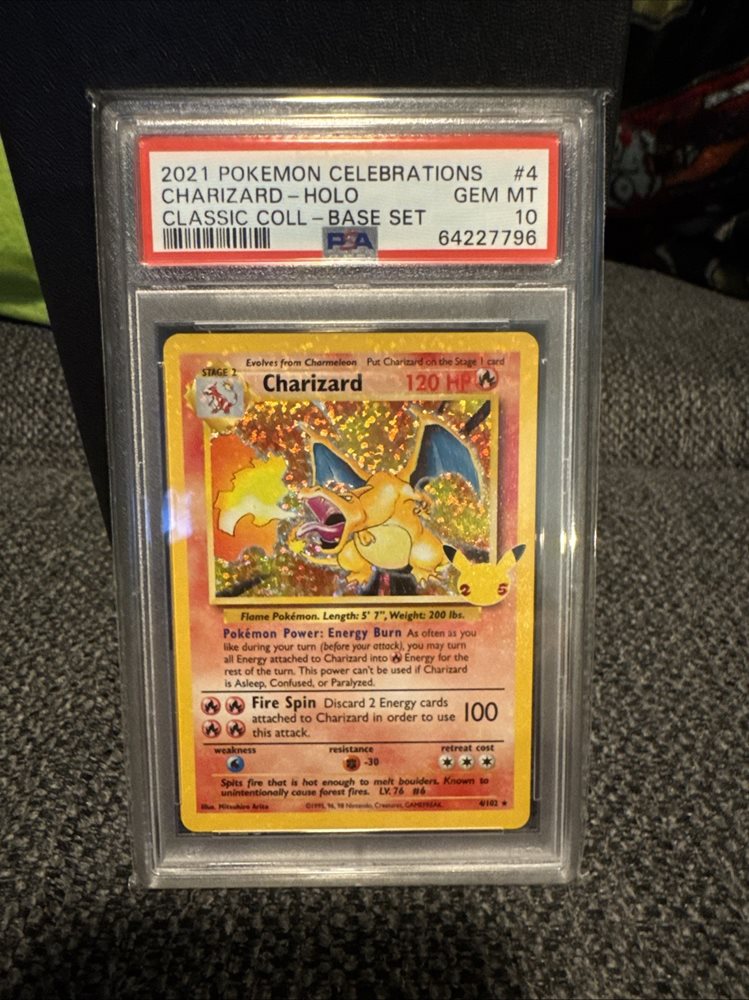 2021 POKEMON CELEBRATIONS #4
CHARIZARD - HOLO GEM MT
CLASSIC COLL - BASE SET 10
PSA 64227796
Evolves from Charmeleon Put Charizard on the Stage 1 card
STAGE 2 Charizard 120 HP
25
Flame Pokémon. Length: 5' 7", Weight: 200 lbs.
Pokémon Power: Energy Burn As often as you
like during your turn (before your attack), you may turn
all Energy attached to Charizard into Energy for the
rest of the turn. This power can't be used if Charizard
is Asleep, Confused, or Paralyzed.
Fire Spin Discard 2 Energy cards
attached to Charizard in order to use 100
this attack.
weakness resistance retreat cost
-30
Spits fire that is hot enough to melt boulders. Known to
unintentionally cause forest fires. LV. 76 #6
Illus. Mitsuhiro Arita ©1995, 96, 98 Nintendo, Creatures, GAMEFREAK. 4/102 ★